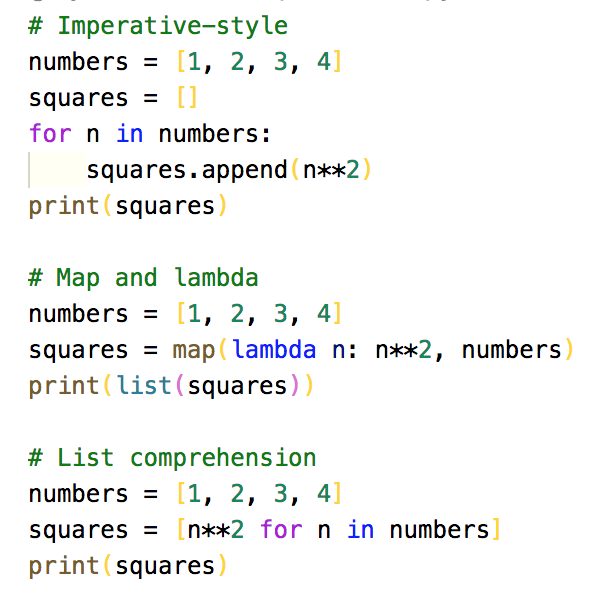 # Imperative-style
numbers = [1, 2, 3, 4]
squares = []
for n in numbers:
    squares.append(n**2)
print(squares)

# Map and lambda
numbers = [1, 2, 3, 4]
squares = map(lambda n: n**2, numbers)
print(list(squares))

# List comprehension
numbers = [1, 2, 3, 4]
squares = [n**2 for n in numbers]
print(squares)